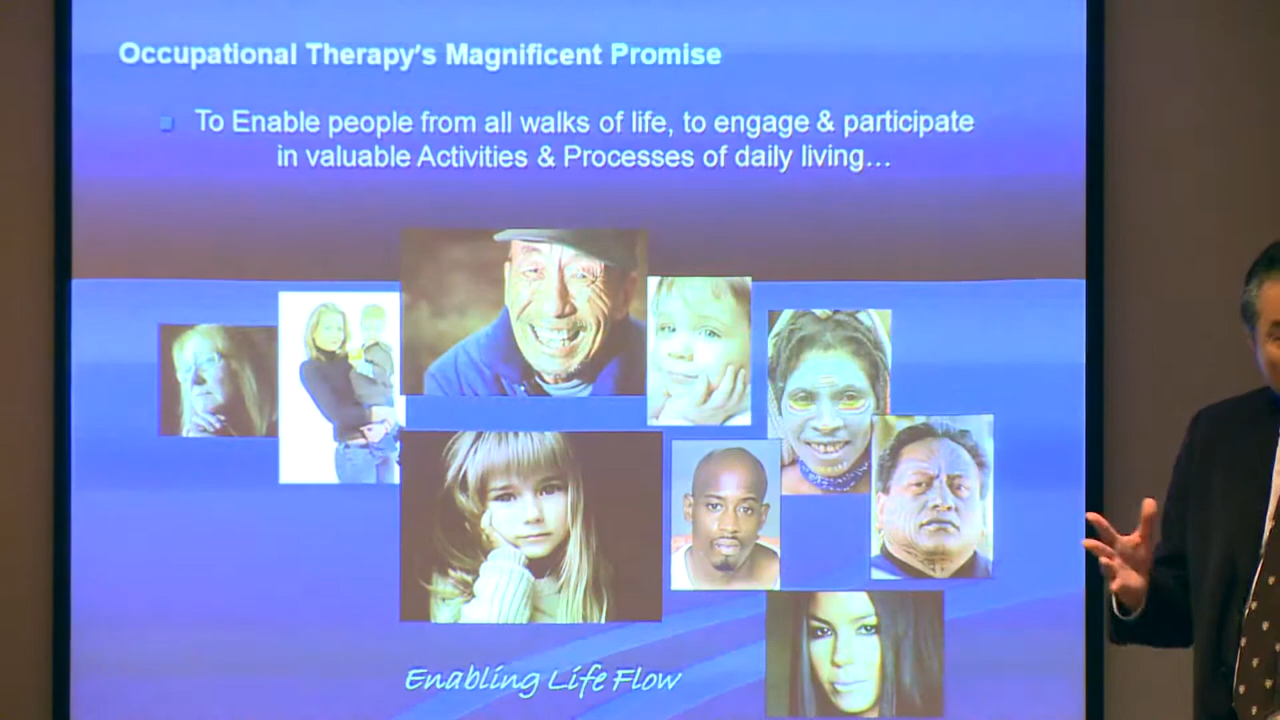 Occupational Therapy's Magnificent Promise
To Enable people from all walks of life, to engage & participate
in valuable Activities & Processes of daily living...
Enabling Life Flow